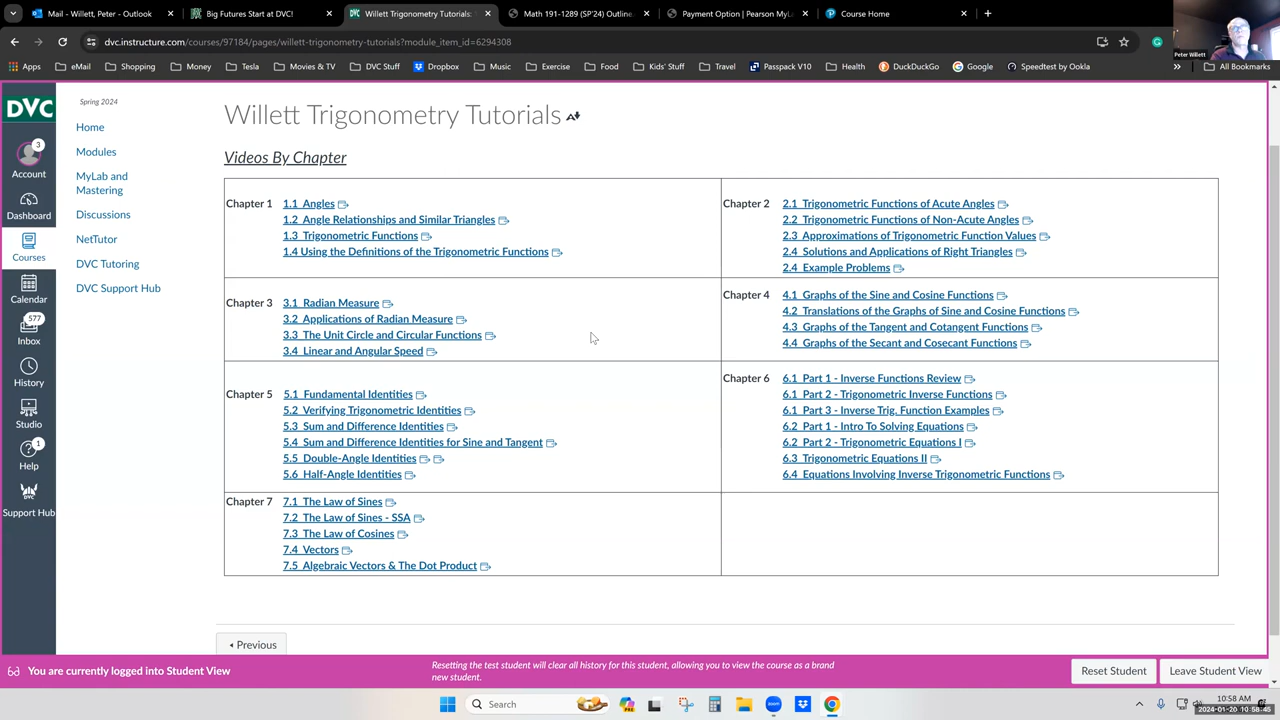 Mail - Willett, Peter - Outlook
Big Futures Start at DVC!
Willett Trigonometry Tutorials:
Math 191-1289 (SP'24) Outline
Payment Option | Pearson MyLa
Course Home
dvc.instructure.com/courses/97184/pages/willett-trigonometry-tutorials?module_item_id=6294308
Peter Willett
Apps
eMail
Shopping
Money
Tesla
Movies & TV
DVC Stuff
Dropbox
Music
Exercise
Food
Kids' Stuff
Travel
Passpack V10
Health
DuckDuckGo
Google
Speedtest by Ookla
All Bookmarks
DVC
3
Account
Dashboard
Courses
Calendar
577
Inbox
History
Studio
1
Help
DVC
Support Hub
Spring 2024
Home
Modules
MyLab and
Mastering
Discussions
NetTutor
DVC Tutoring
DVC Support Hub
Willett Trigonometry Tutorials
Videos By Chapter
Chapter 1
1.1 Angles
1.2 Angle Relationships and Similar Triangles
1.3 Trigonometric Functions
1.4 Using the Definitions of the Trigonometric Functions
Chapter 2
2.1 Trigonometric Functions of Acute Angles
2.2 Trigonometric Functions of Non-Acute Angles
2.3 Approximations of Trigonometric Function Values
2.4 Solutions and Applications of Right Triangles
2.4 Example Problems
Chapter 3
3.1 Radian Measure
3.2 Applications of Radian Measure
3.3 The Unit Circle and Circular Functions
3.4 Linear and Angular Speed
Chapter 4
4.1 Graphs of the Sine and Cosine Functions
4.2 Translations of the Graphs of Sine and Cosine Functions
4.3 Graphs of the Tangent and Cotangent Functions
4.4 Graphs of the Secant and Cosecant Functions
Chapter 5
5.1 Fundamental Identities
5.2 Verifying Trigonometric Identities
5.3 Sum and Difference Identities
5.4 Sum and Difference Identities for Sine and Tangent
5.5 Double-Angle Identities
5.6 Half-Angle Identities
Chapter 6
6.1 Part 1 - Inverse Functions Review
6.1 Part 2 - Trigonometric Inverse Functions
6.1 Part 3 - Inverse Trig. Function Examples
6.2 Part 1 - Intro To Solving Equations
6.2 Part 2 - Trigonometric Equations I
6.3 Trigonometric Equations II
6.4 Equations Involving Inverse Trigonometric Functions
Chapter 7
7.1 The Law of Sines
7.2 The Law of Sines - SSA
7.3 The Law of Cosines
7.4 Vectors
7.5 Algebraic Vectors & The Dot Product
Previous
You are currently logged into Student View
Resetting the test student will clear all history for this student, allowing you to view the course as a brand
new student.
Reset Student
Leave Student View
Search
10:58 AM
2024-01-20 10:58:45